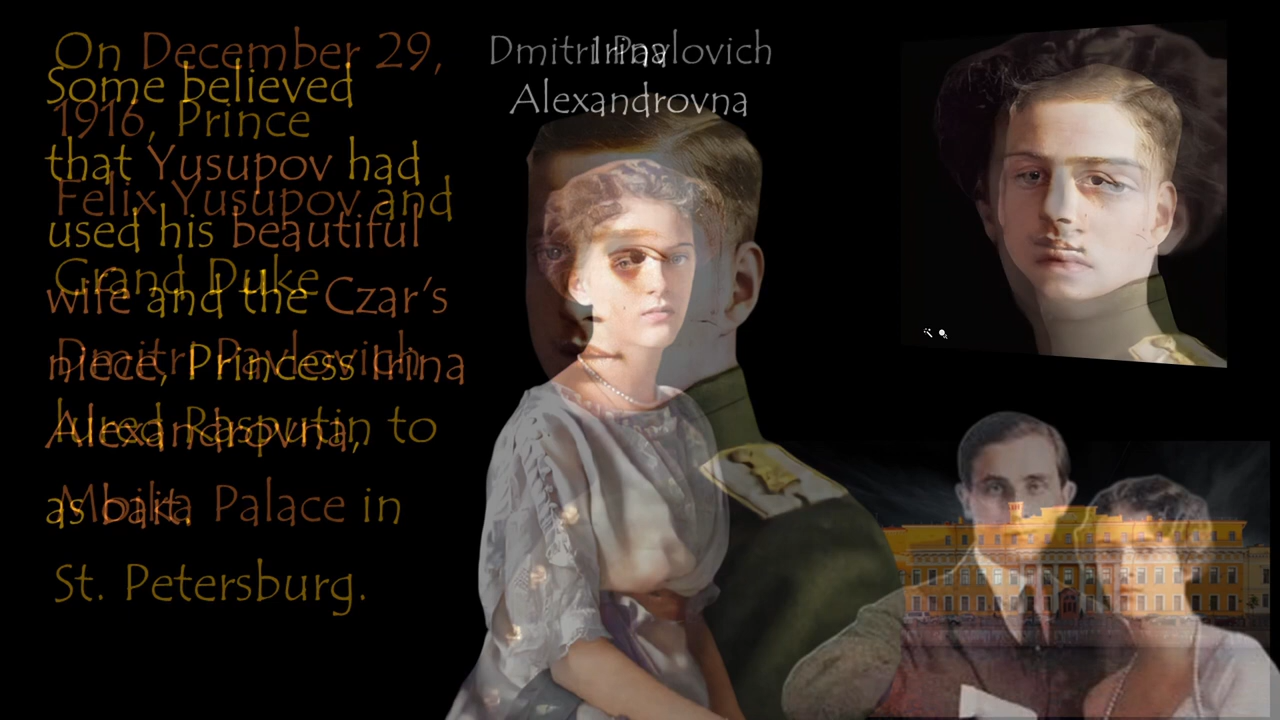 On December 29,
1916, Prince
Felix Yusupov and
Grand Duke
Dmitri Pavlovich
lured Rasputin to
Moika Palace in
St. Petersburg.
Some believed
that Yusupov had
used his beautiful
wife and the Czar's
niece, Princess Irina
Alexandrovna,
as bait.
Dmitri Pavlovich
Irina
Alexandrovna